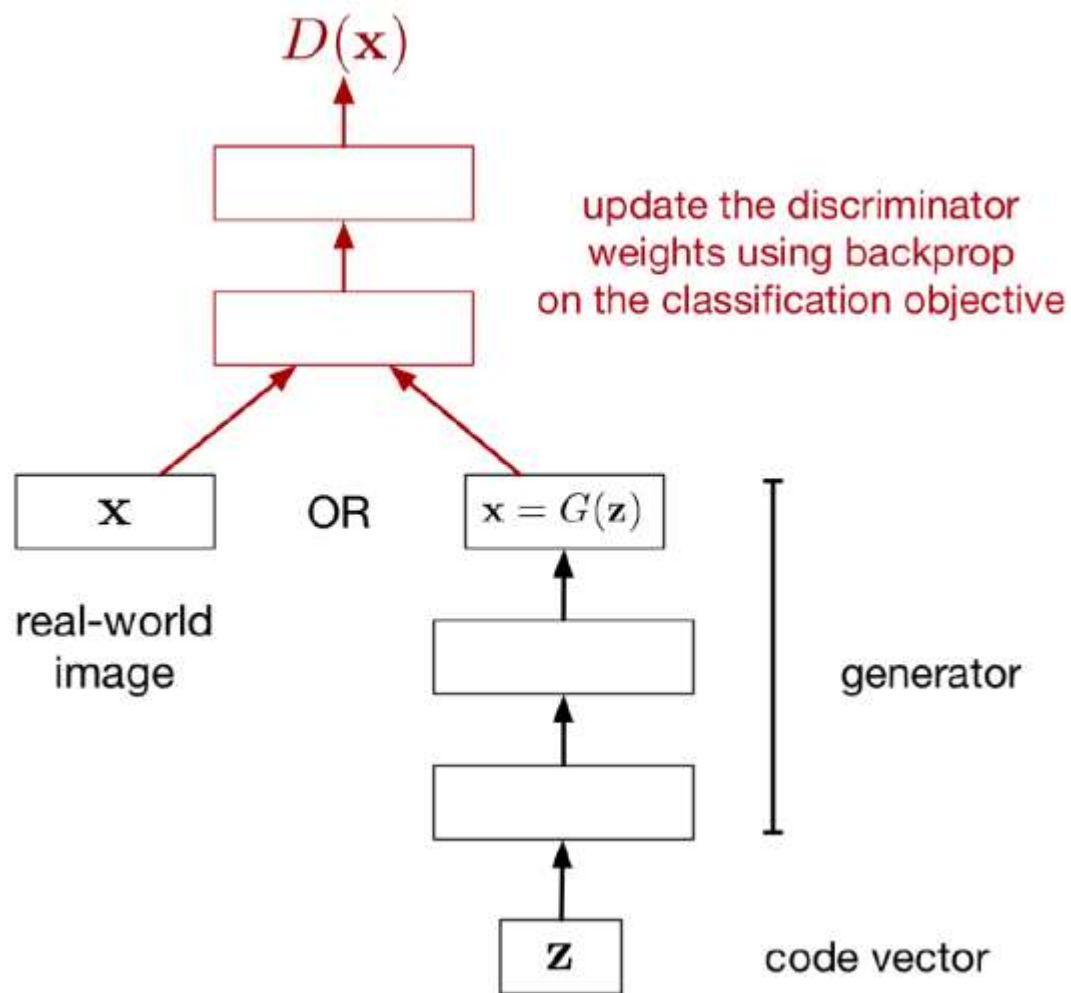 D(x)
update the discriminator
weights using backprop
on the classification objective
x
OR
x = G(z)
real-world
image
generator
z
code vector